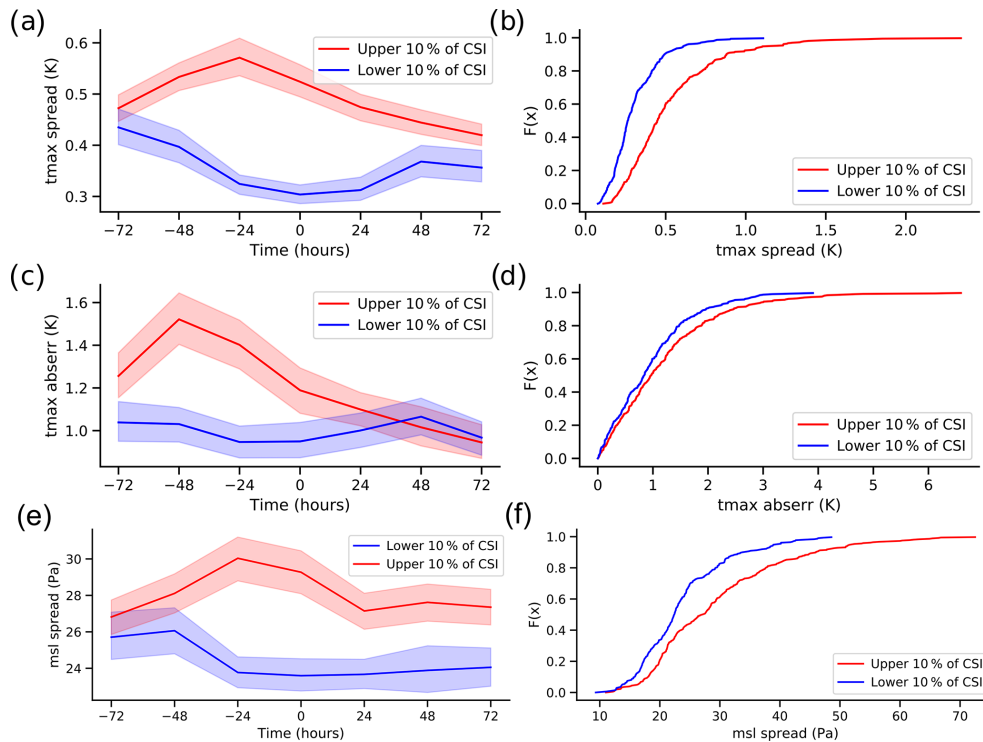 (a)
tmax spread (K)
0.6
0.5
0.4
0.3
Upper 10 % of CSI
Lower 10 % of CSI
−72 −48 −24 0 24 48 72
Time (hours)
(b)
F(x)
1.0
0.8
0.6
0.4
0.2
0.0
Upper 10 % of CSI
Lower 10 % of CSI
0.0 0.5 1.0 1.5 2.0
tmax spread (K)
(c)
tmax abserr (K)
1.6
1.4
1.2
1.0
Upper 10 % of CSI
Lower 10 % of CSI
−72 −48 −24 0 24 48 72
Time (hours)
(d)
F(x)
1.0
0.8
0.6
0.4
0.2
0.0
Upper 10 % of CSI
Lower 10 % of CSI
0 1 2 3 4 5 6
tmax abserr (K)
(e)
msl spread (Pa)
30
28
26
24
Lower 10 % of CSI
Upper 10 % of CSI
−72 −48 −24 0 24 48 72
Time (hours)
(f)
F(x)
1.0
0.8
0.6
0.4
0.2
0.0
Upper 10 % of CSI
Lower 10 % of CSI
10 20 30 40 50 60 70
msl spread (Pa)